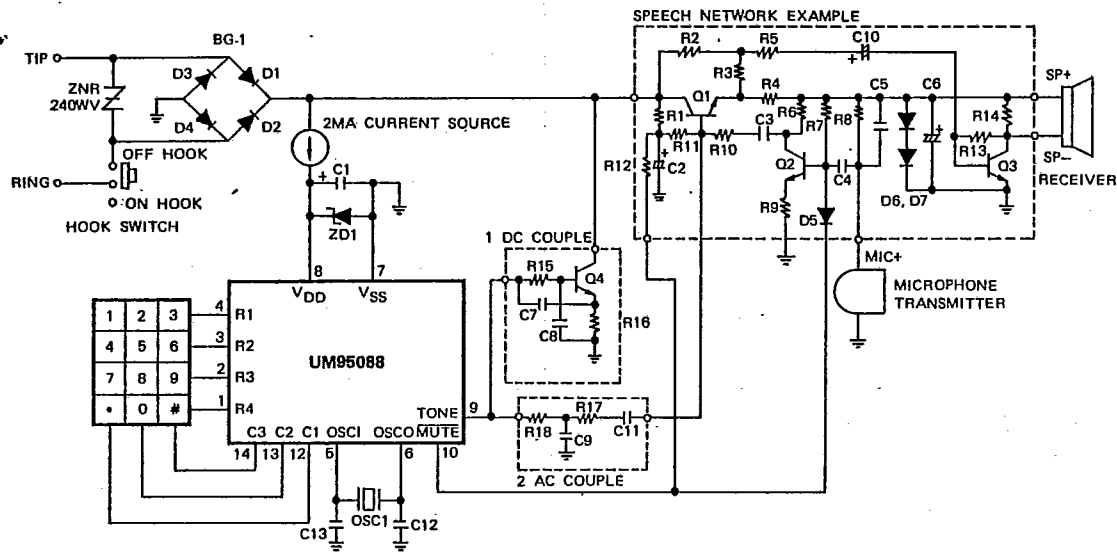 SPEECH NETWORK EXAMPLE
BG-1
TIP
D3
D1
ZNR
240WV
D4
D2
OFF HOOK
RING
ON HOOK
HOOK SWITCH
2MA CURRENT SOURCE
+ C1
ZD1
R2
R5
C10
+
R3
Q1
R4
R1
R11
R10
C3
R6
R7
R8
C5
C6
+
R14
SP+
R12
+
C2
Q2
C4
R13
Q3
SP−
RECEIVER
R9
D5
D6, D7
MIC+
MICROPHONE
TRANSMITTER
1 DC COUPLE
R15
Q4
C7
C8
R16
8
7
VDD
VSS
1 2 3
4 5 6
7 8 9
* 0 #
4 R1
3 R2
2 R3
1 R4
UM95088
TONE 9
C3 C2 C1 OSCI OSCO MUTE
14 13 12 5 6 10
R18
R17
C9
C11
2 AC COUPLE
OSC1
C13
C12